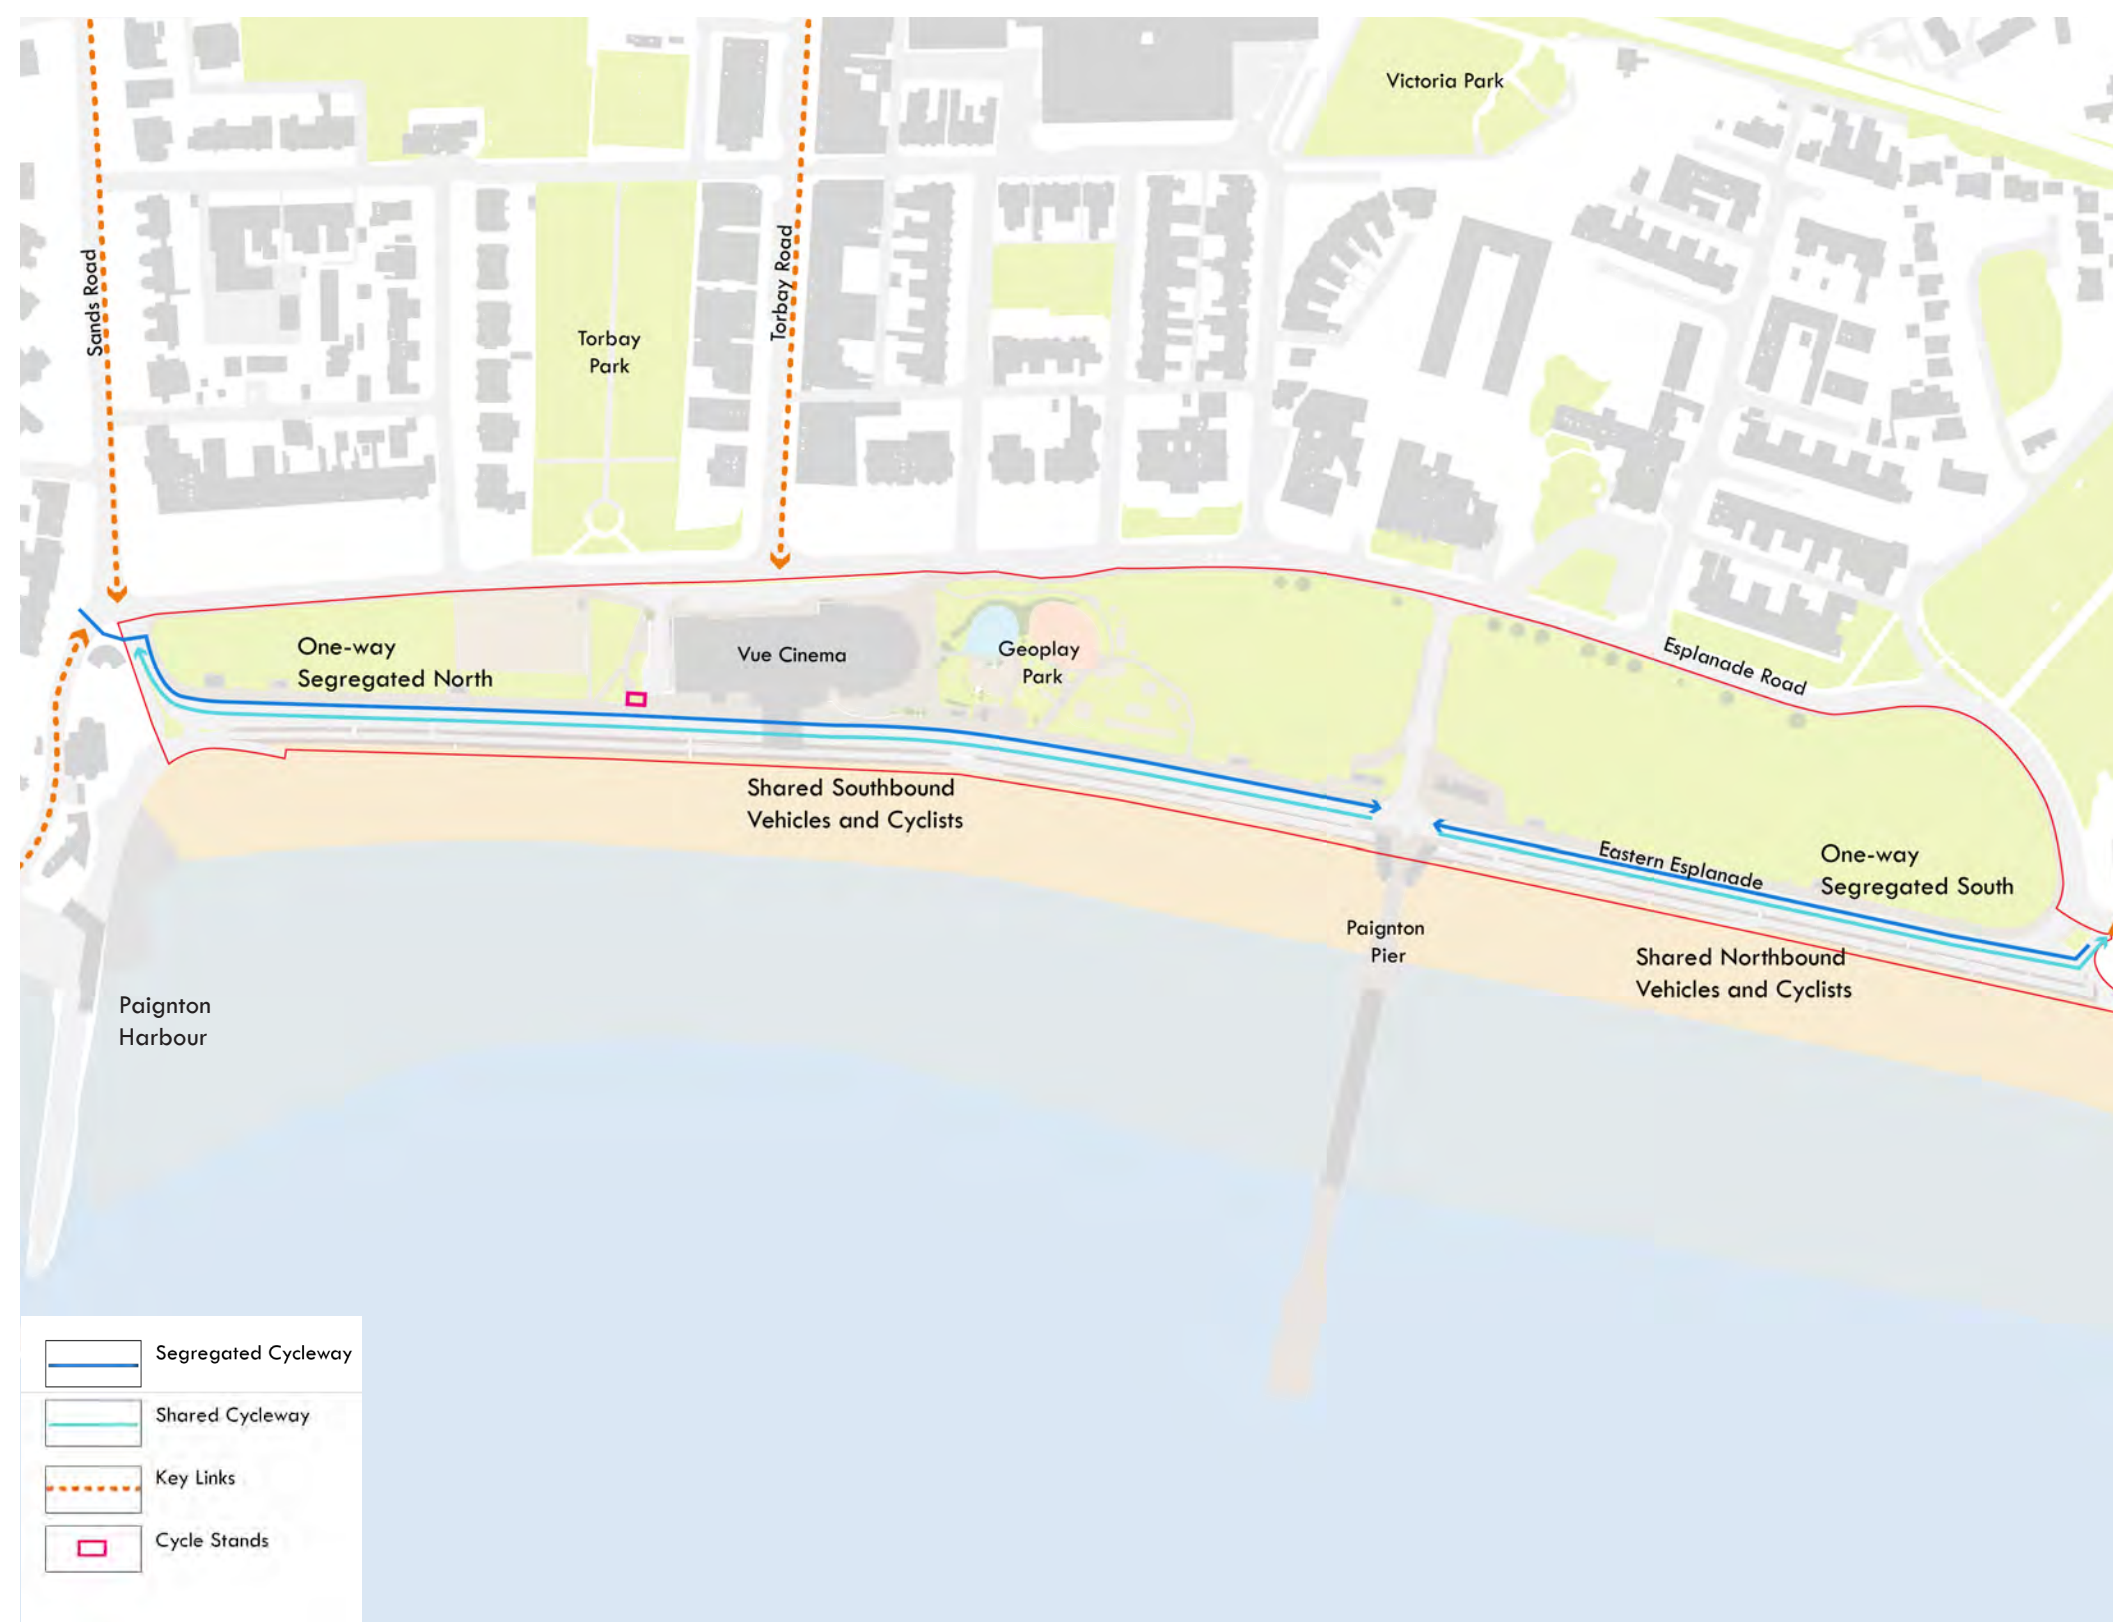 Victoria Park
Sands Road
Torbay Road
Torbay
Park
One-way
Segregated North
Vue Cinema
Geoplay
Park
Esplanade Road
Shared Southbound
Vehicles and Cyclists
Eastern Esplanade
One-way
Segregated South
Paignton
Pier
Shared Northbound
Vehicles and Cyclists
Paignton
Harbour
Segregated Cycleway
Shared Cycleway
Key Links
Cycle Stands